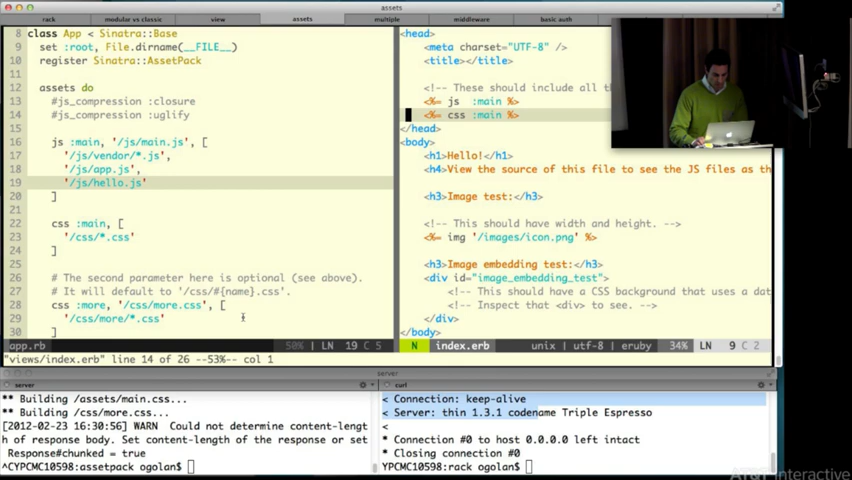 assets
rack
modular vs classic
view
assets
multiple
middleware
basic auth
8 class App < Sinatra::Base
9 set :root, File.dirname(__FILE__)
10 register Sinatra::AssetPack
11
12 assets do
13 #js_compression :closure
14 #js_compression :uglify
15
16 js :main, '/js/main.js', [
17 '/js/vendor/*.js',
18 '/js/app.js',
19 '/js/hello.js'
20 ]
21
22 css :main, [
23 '/css/*.css'
24 ]
25
26 # The second parameter here is optional (see above).
27 # It will default to '/css/#{name}.css'.
28 css :more, '/css/more.css', [
29 '/css/more/*.css'
30 ]
app.rb 50% | LN 19 C 5
<head>
<meta charset="UTF-8" />
<title></title>
<!-- These should include all t
<%= js :main %>
<%= css :main %>
</head>
<body>
<h1>Hello!</h1>
<h4>View the source of this file to see the JS files as th
<h3>Image test:</h3>
<!-- This should have width and height. -->
<%= img '/images/icon.png' %>
<h3>Image embedding test:</h3>
<div id="image_embedding_test">
<!-- This should have a CSS background that uses a dat
<!-- Inspect that <div> to see. -->
</div>
</body>
N index.erb unix | utf-8 | eruby 34% LN 9 C 2
"views/index.erb" line 14 of 26 --53%-- col 1
server
server
** Building /assets/main.css...
** Building /css/more.css...
[2012-02-23 16:30:56] WARN Could not determine content-lengt
h of response body. Set content-length of the response or set
Response#chunked = true
^CYPCMC10598:assetpack ogolan$
curl
< Connection: keep-alive
< Server: thin 1.3.1 codename Triple Espresso
<
* Connection #0 to host 0.0.0.0 left intact
* Closing connection #0
YPCMC10598:rack ogolan$
AT&T Interactive